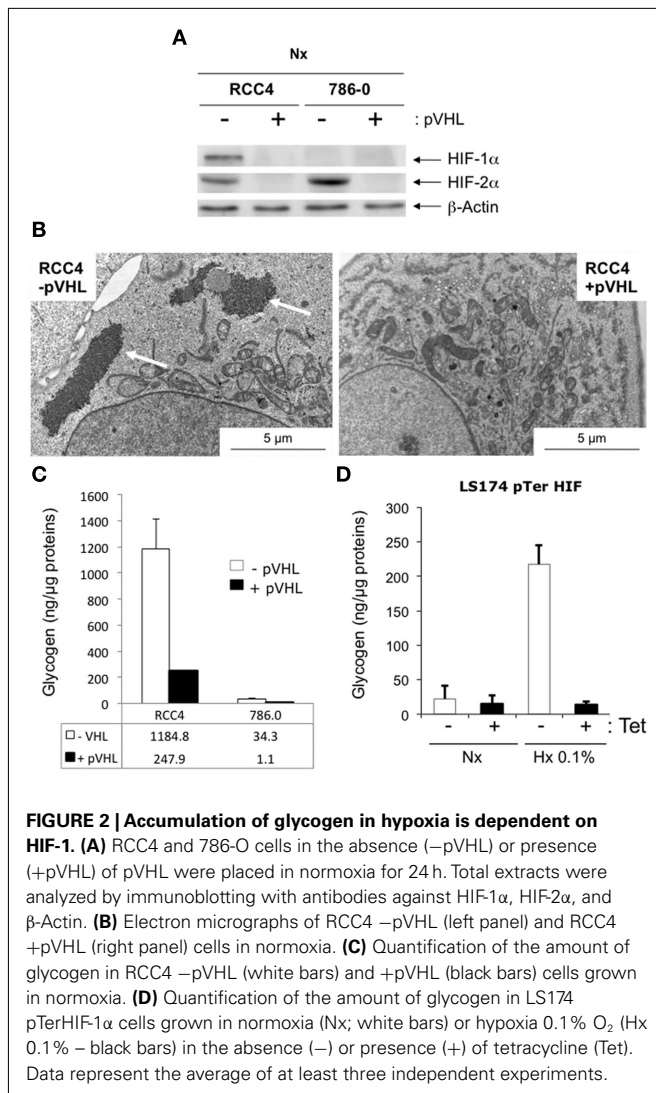 A
Nx
RCC4 786-0
- + - + : pVHL
HIF-1α
HIF-2α
β-Actin
B
RCC4
-pVHL
5 µm
RCC4
+pVHL
5 µm
C
Glycogen (ng/µg proteins)
1600
1400
1200
1000
800
600
400
200
0
- pVHL
+ pVHL
RCC4 786.0
- VHL 1184.8 34.3
+ pVHL 247.9 1.1
D
LS174 pTer HIF
Glycogen (ng/µg proteins)
300
250
200
150
100
50
0
- + - + : Tet
Nx Hx 0.1%
FIGURE 2 | Accumulation of glycogen in hypoxia is dependent on
HIF-1. (A) RCC4 and 786-O cells in the absence (−pVHL) or presence
(+pVHL) of pVHL were placed in normoxia for 24 h. Total extracts were
analyzed by immunoblotting with antibodies against HIF-1α, HIF-2α, and
β-Actin. (B) Electron micrographs of RCC4 −pVHL (left panel) and RCC4
+pVHL (right panel) cells in normoxia. (C) Quantification of the amount of
glycogen in RCC4 −pVHL (white bars) and +pVHL (black bars) cells grown
in normoxia. (D) Quantification of the amount of glycogen in LS174
pTerHIF-1α cells grown in normoxia (Nx; white bars) or hypoxia 0.1% O₂ (Hx
0.1% – black bars) in the absence (−) or presence (+) of tetracycline (Tet).
Data represent the average of at least three independent experiments.